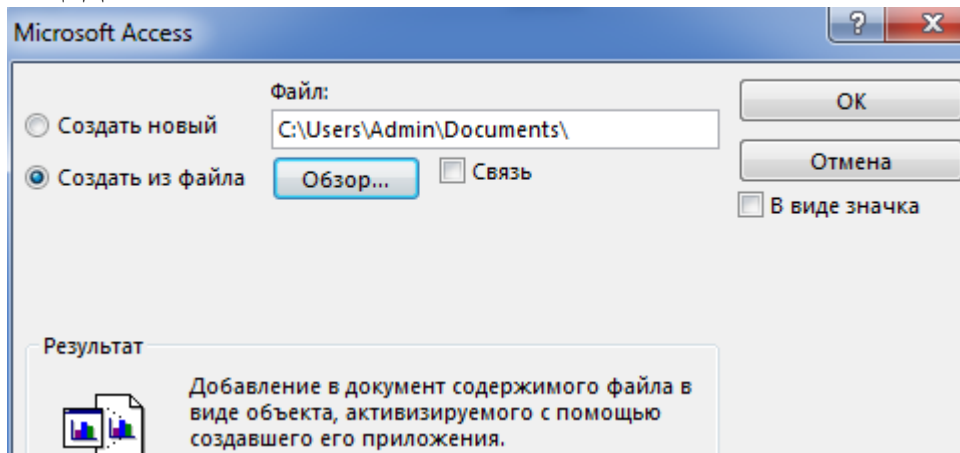 Microsoft Access
Файл:
Создать новый
C:\Users\Admin\Documents\
Создать из файла
Обзор...
Связь
OK
Отмена
В виде значка
Результат
Добавление в документ содержимого файла в
виде объекта, активизируемого с помощью
создавшего его приложения.